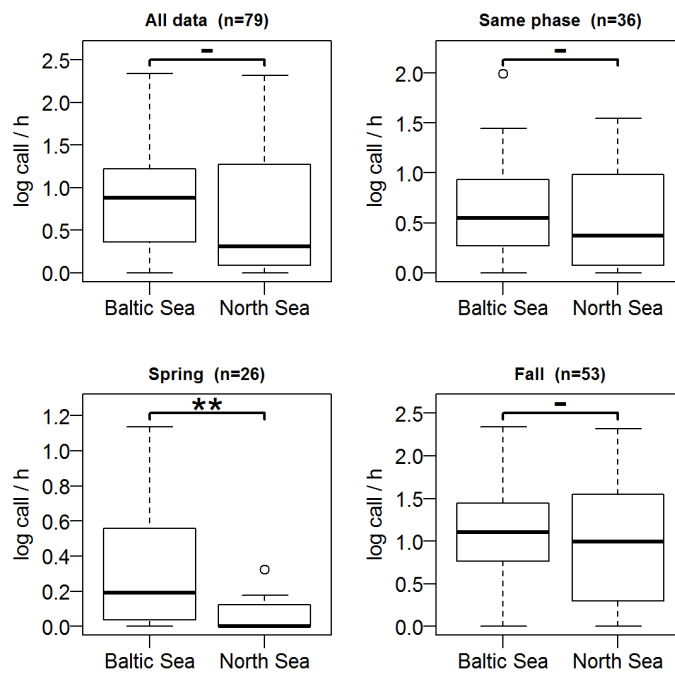 All data (n=79)
-
log call / h
2.5
2.0
1.5
1.0
0.5
0.0
Baltic Sea North Sea
Same phase (n=36)
-
log call / h
2.0
1.5
1.0
0.5
0.0
Baltic Sea North Sea
Spring (n=26)
**
log call / h
1.2
1.0
0.8
0.6
0.4
0.2
0.0
Baltic Sea North Sea
Fall (n=53)
-
log call / h
2.5
2.0
1.5
1.0
0.5
0.0
Baltic Sea North Sea